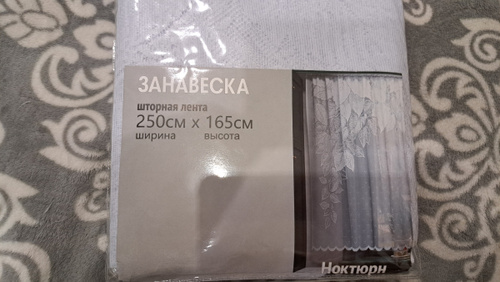 ЗАНАВЕСКА
шторная лента
250см x 165см
ширина высота
Ноктюрн